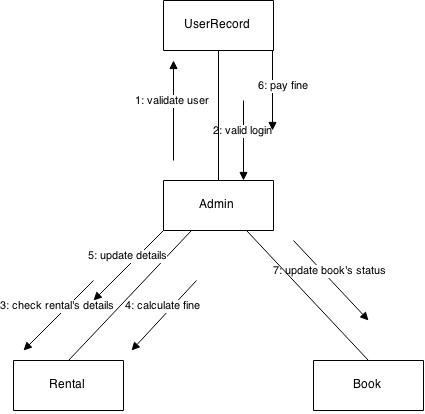 UserRecord
6: pay fine
1: validate user
2: valid login
Admin
5: update details
7: update book's status
3: check rental's details
4: calculate fine
Rental
Book